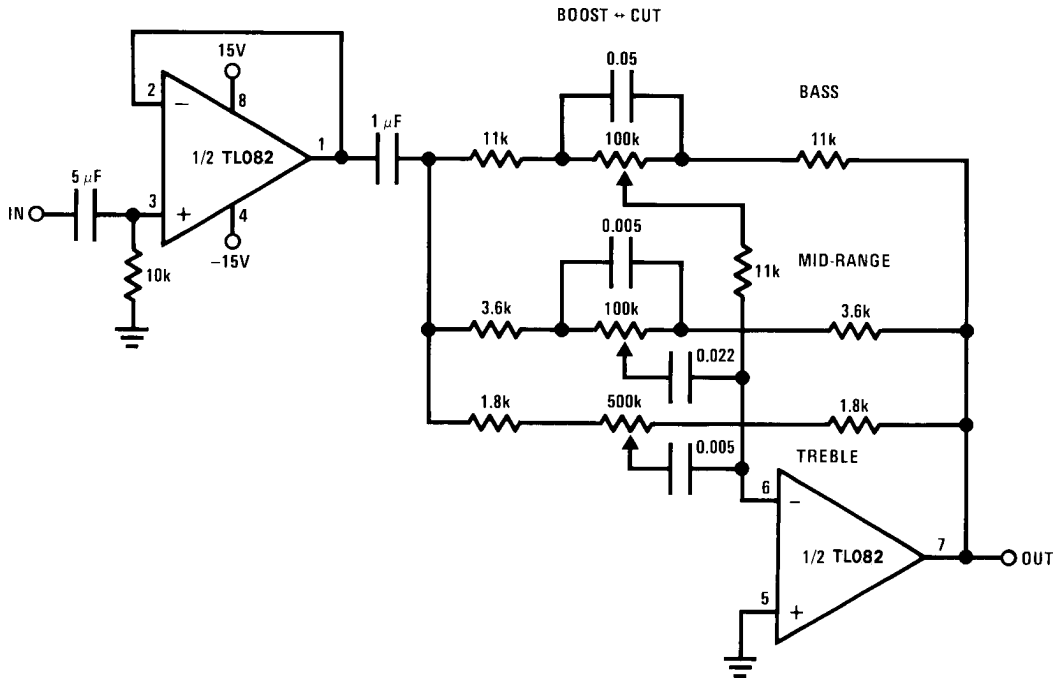 BOOST ↔ CUT
15V
0.05
BASS
2
−
8
1 μF
11k
100k
11k
1/2 TL082
1
5 μF
IN
3
+
4
−15V
10k
0.005
11k
MID-RANGE
3.6k
100k
3.6k
0.022
1.8k
500k
1.8k
0.005
TREBLE
6
−
1/2 TL082
7
OUT
5
+